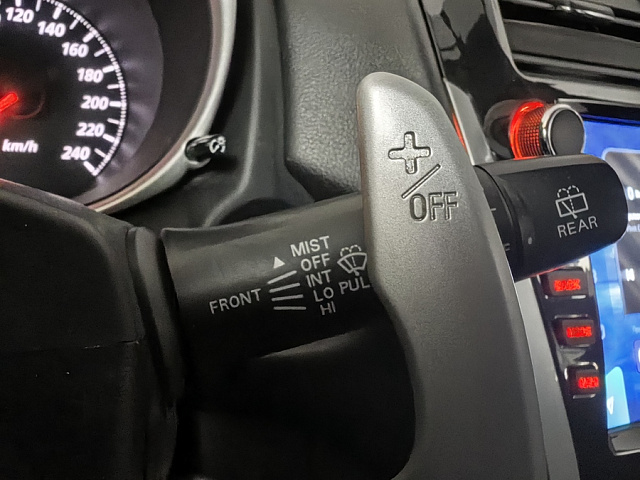 120
140
160
180
200
220
240
km/h
+/OFF
REAR
MIST
OFF
INT
LO
HI
FRONT
PUL
F